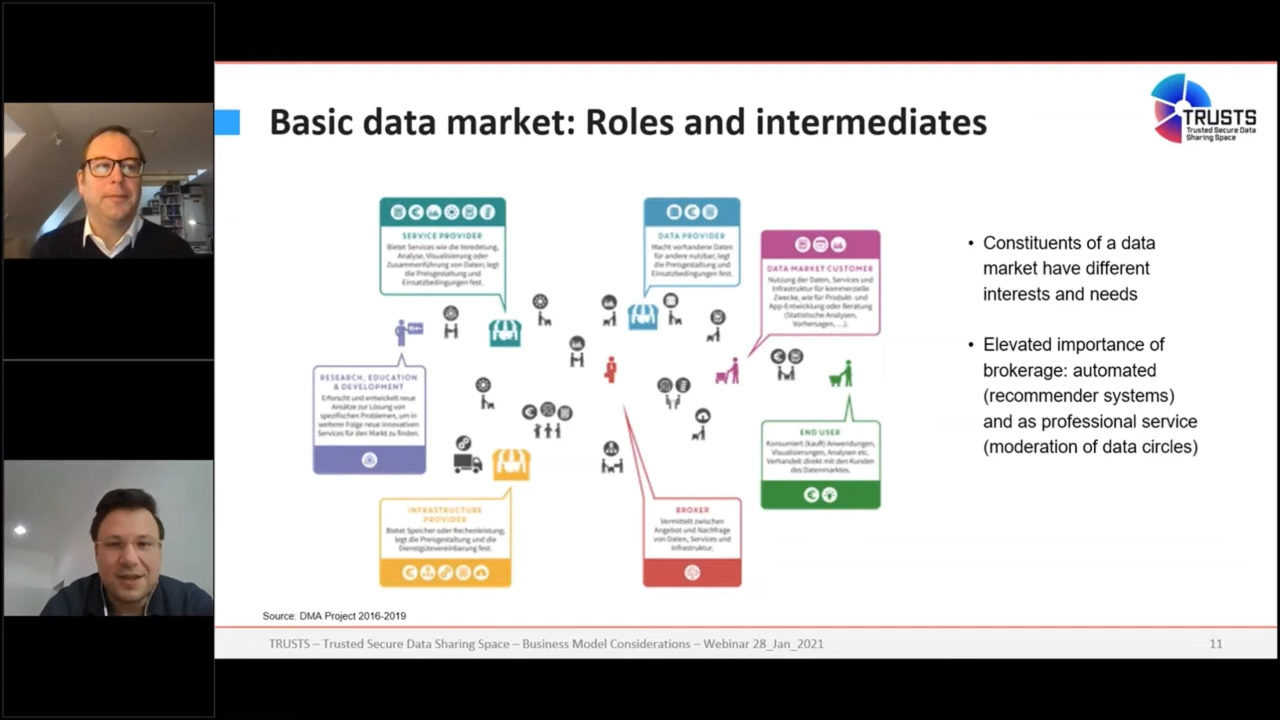 Basic data market: Roles and intermediates
TRUSTS
Trusted Secure Data
Sharing Space
SERVICE PROVIDER
Bietet Services wie die Veredelung,
Analyse, Visualisierung oder
Zusammenführung von Daten; legt
die Preisgestaltung und
Einsatzbedingungen fest.
DATA PROVIDER
Macht vorhandene Daten
für andere nutzbar; legt
die Preisgestaltung und
Einsatzbedingungen fest.
DATA MARKET CUSTOMER
Nutzung der Daten, Services und
Infrastruktur für kommerzielle
Zwecke, wie für Produkt- und
App-Entwicklung oder Beratung
(Statistische Analysen,
Vorhersagen, ...).
RESEARCH, EDUCATION
& DEVELOPMENT
Erforscht und entwickelt neue
Ansätze zur Lösung von
spezifischen Problemen, um in
weiterer Folge neue innovativen
Services für den Markt zu finden.
END USER
Konsumiert (kauft) Anwendungen,
Visualisierungen, Analysen etc.
Verhandelt direkt mit den Kunden
des Datenmarktes.
INFRASTRUCTURE
PROVIDER
Bietet Speicher oder Rechenleistung;
legt die Preisgestaltung und die
Dienstgütevereinbarung fest.
BROKER
Vermittelt zwischen
Angebot und Nachfrage
von Daten, Services und
Infrastruktur.
• Constituents of a data
market have different
interests and needs
• Elevated importance of
brokerage: automated
(recommender systems)
and as professional service
(moderation of data circles)
Source: DMA Project 2016-2019
TRUSTS – Trusted Secure Data Sharing Space – Business Model Considerations – Webinar 28_Jan_2021
11